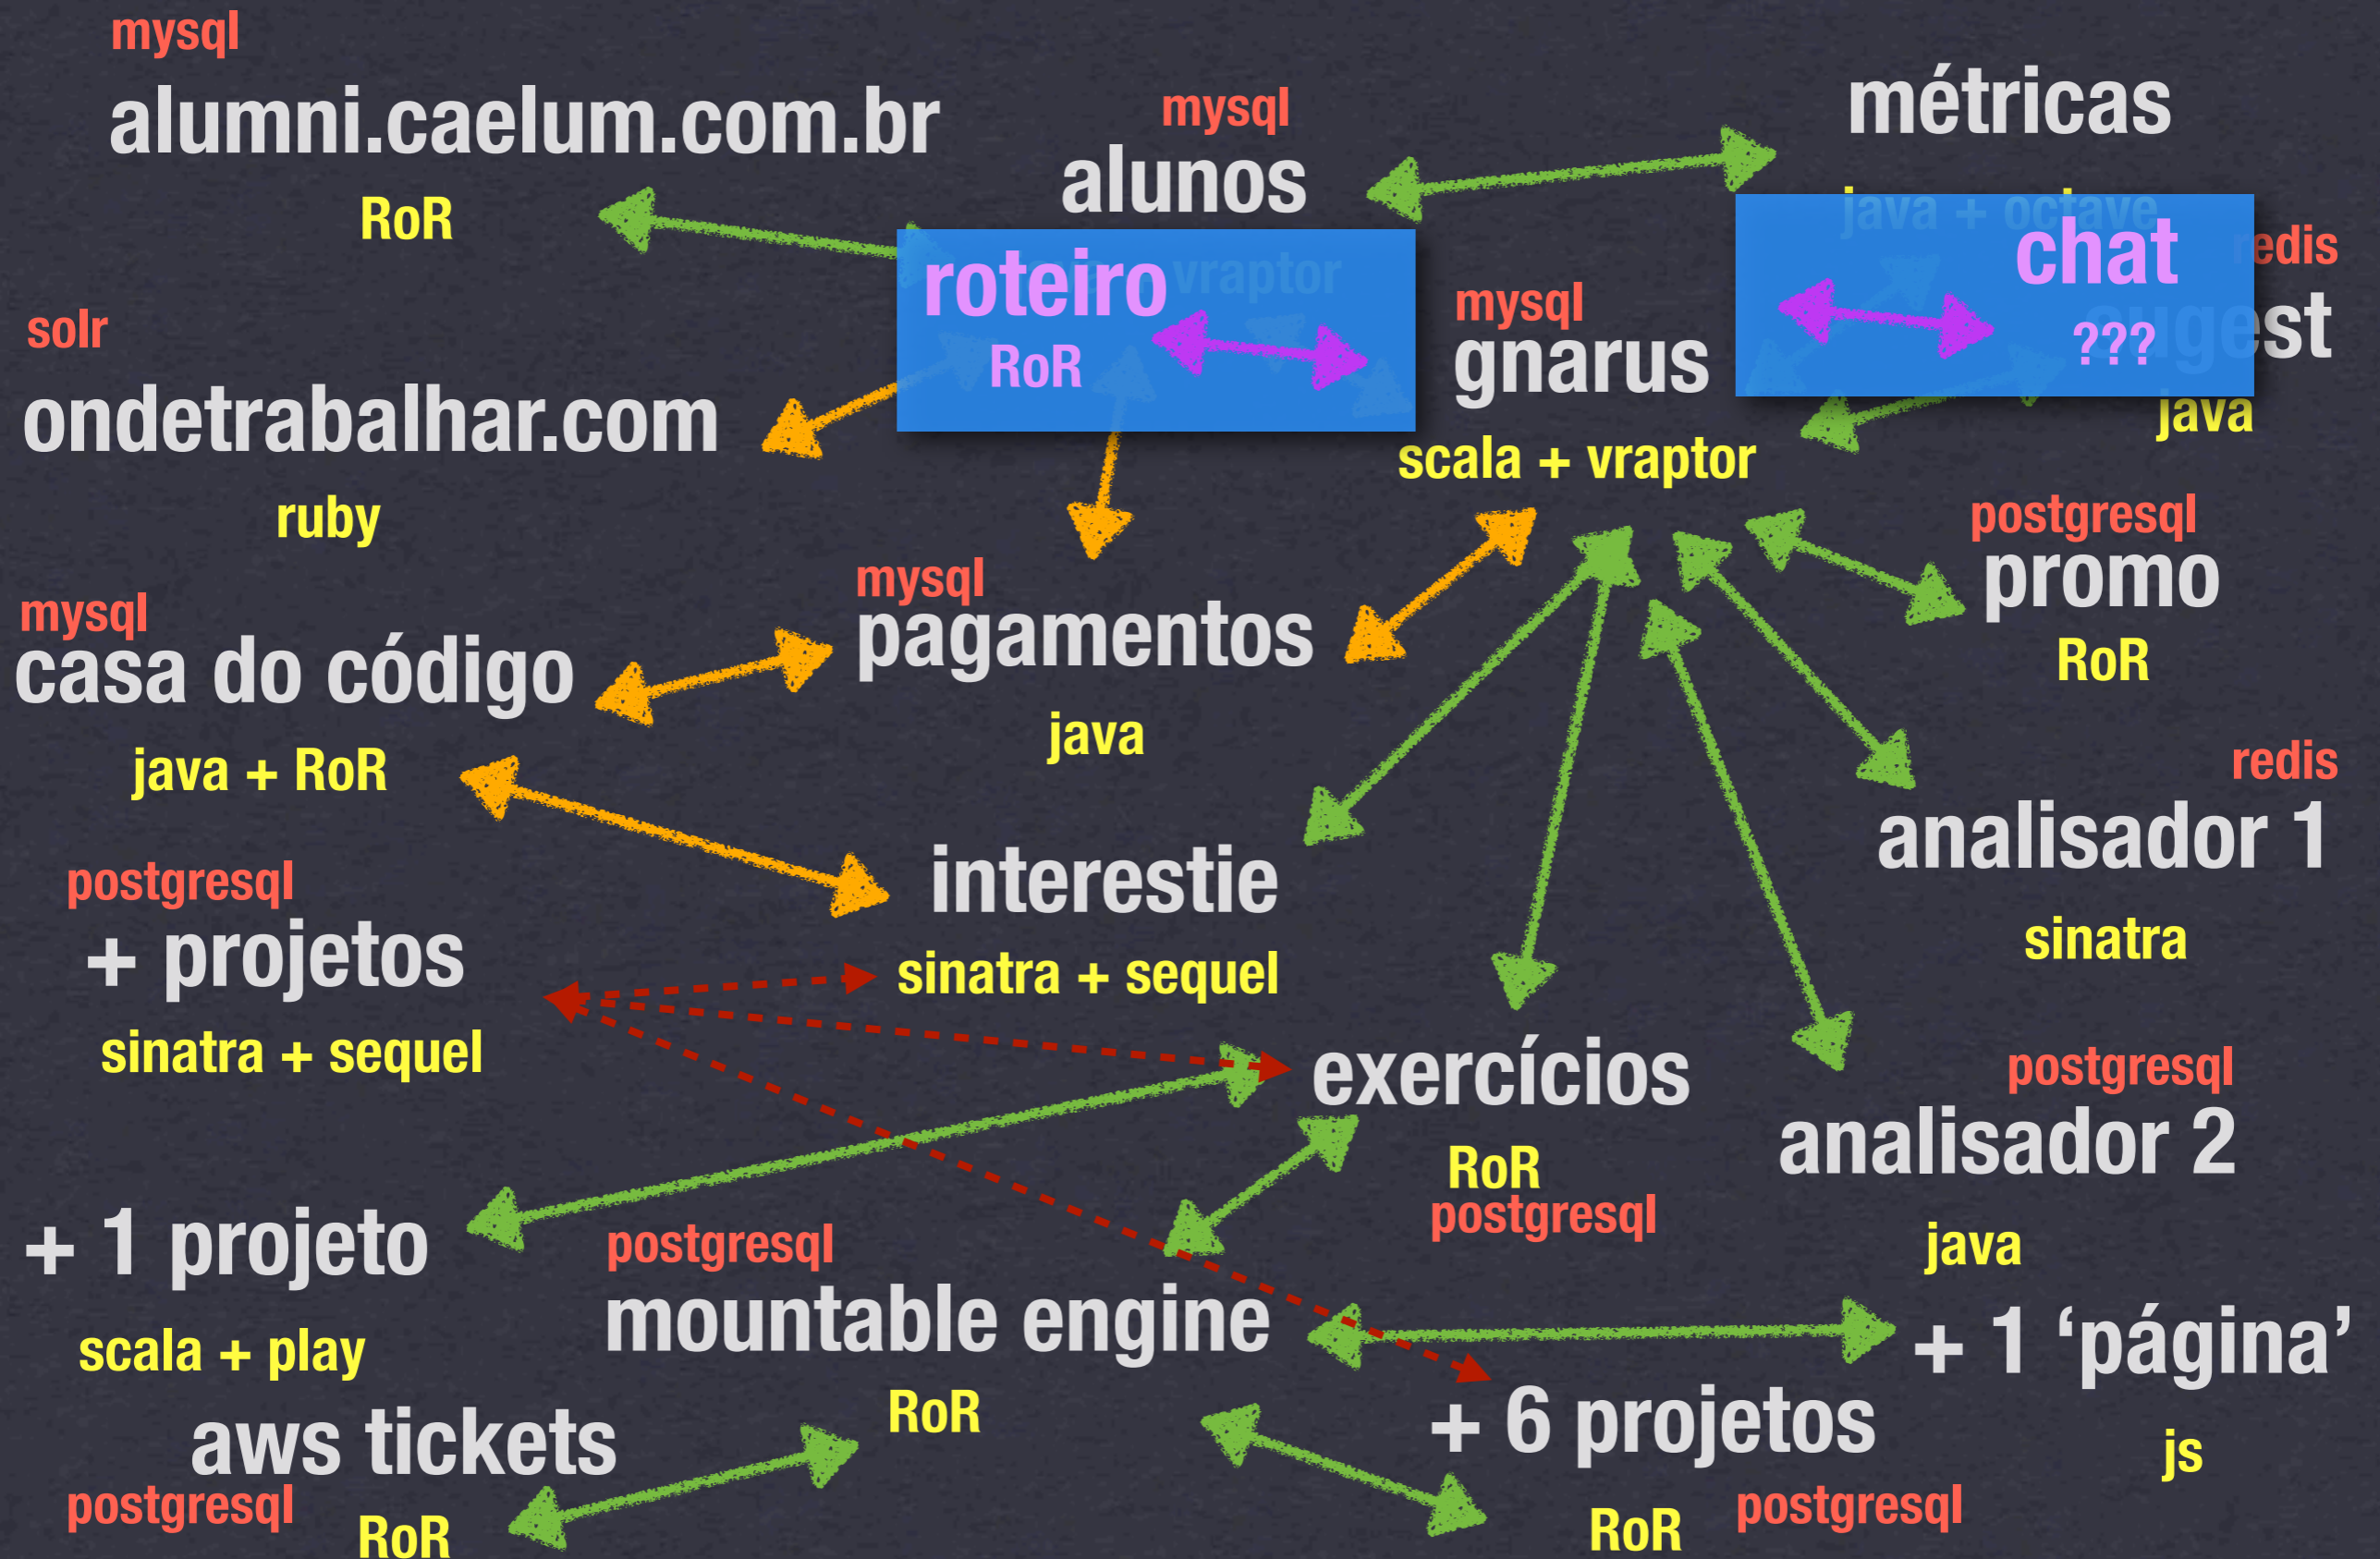 mysql
alumni.caelum.com.br
RoR
mysql
alunos
vraptor
roteiro
RoR
métricas
java + octave
chat
???
redis
java
solr
ondetrabalhar.com
ruby
mysql
gnarus
scala + vraptor
postgresql
promo
RoR
mysql
casa do código
java + RoR
mysql
pagamentos
java
redis
analisador 1
sinatra
postgresql
+ projetos
sinatra + sequel
interestie
sinatra + sequel
exercícios
RoR
postgresql
postgresql
analisador 2
java
+ 1 projeto
scala + play
postgresql
mountable engine
RoR
+ 1 ‘página’
js
aws tickets
postgresql
RoR
+ 6 projetos
RoR
postgresql